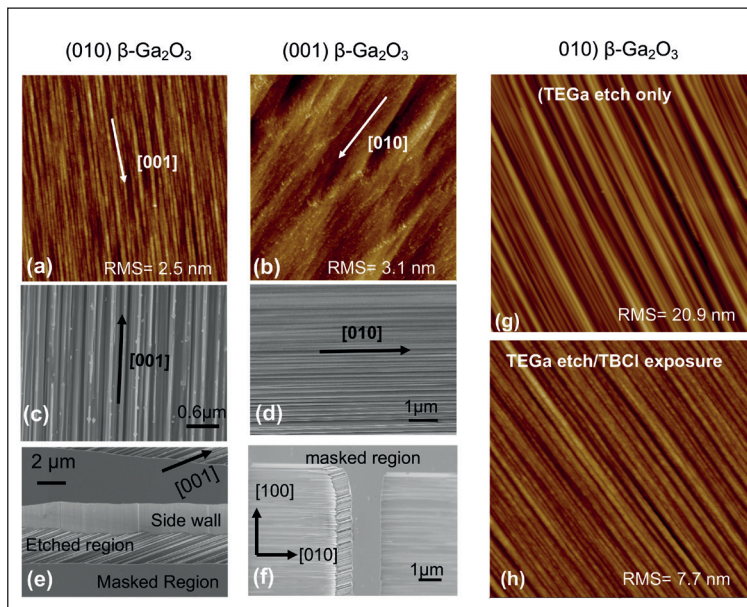 (010) β-Ga₂O₃
(001) β-Ga₂O₃
010) β-Ga₂O₃
[001]
(a)
RMS= 2.5 nm
[010]
(b)
RMS= 3.1 nm
(TEGa etch only
(g)
RMS= 20.9 nm
[001]
(c)
0.6µm
[010]
(d)
1µm
TEGa etch/TBCl exposure
(h)
RMS= 7.7 nm
2 µm
[001]
Side wall
Etched region
(e)
Masked Region
masked region
[100]
[010]
(f)
1µm